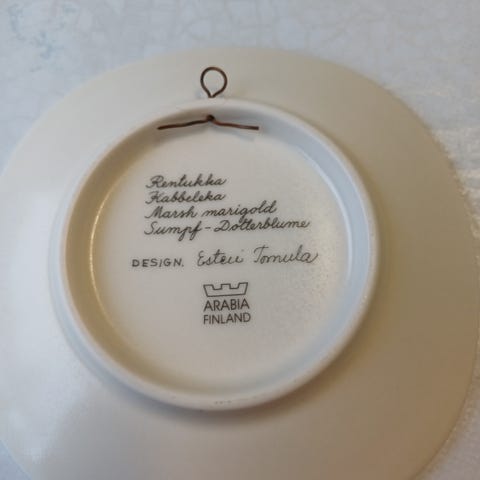 Rentukka
Kabbeleka
Marsh marigold
Sumpf-Dotterblume
DESIGN. Esteri Tomula
ARABIA
FINLAND